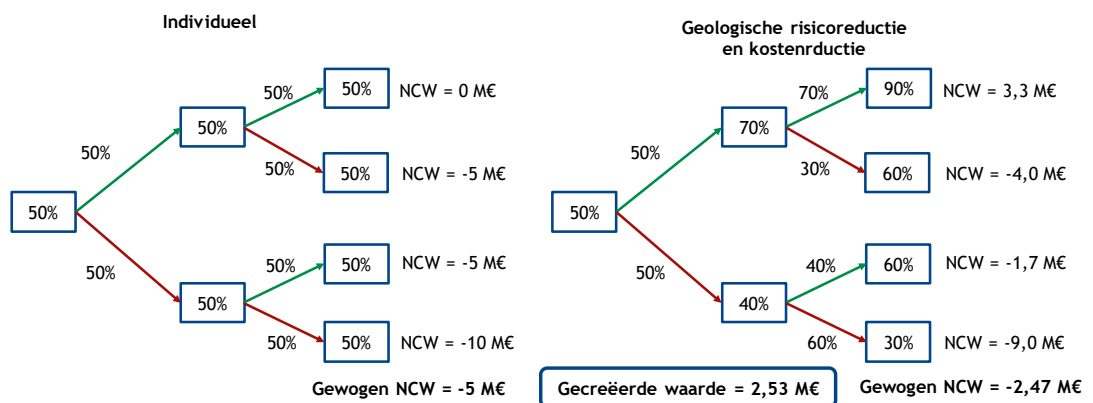 Individueel
50%
50%
50%
50%
50%
50%
50%
50%
50%
50%
50%
50%
50%
NCW = 0 M€
NCW = -5 M€
NCW = -5 M€
NCW = -10 M€
Gewogen NCW = -5 M€
Geologische risicoreductie
en kostenrductie
50%
50%
50%
70%
40%
70%
30%
40%
60%
90%
60%
60%
30%
NCW = 3,3 M€
NCW = -4,0 M€
NCW = -1,7 M€
NCW = -9,0 M€
Gecreëerde waarde = 2,53 M€
Gewogen NCW = -2,47 M€